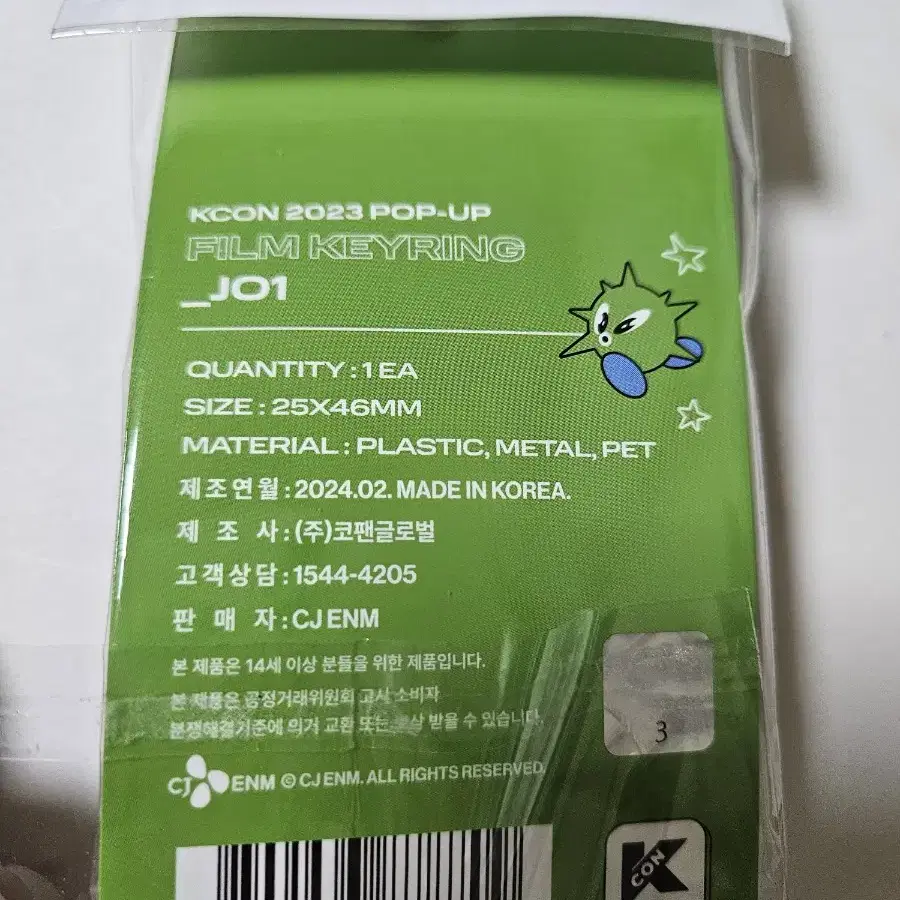 KCON 2023 POP-UP
FILM KEYRING
_JO1
QUANTITY : 1 EA
SIZE : 25X46MM
MATERIAL : PLASTIC, METAL, PET
제조연월 : 2024.02. MADE IN KOREA.
제 조 사 : (주)코팬글로벌
고객상담 : 1544-4205
판 매 자 : CJ ENM
본 제품은 14세 이상 분들을 위한 제품입니다.
본 제품은 공정거래위원회 고시 소비자
분쟁해결기준에 의거 교환 또는 보상 받을 수 있습니다.
3
CJ ENM © CJ ENM. ALL RIGHTS RESERVED.
K CON